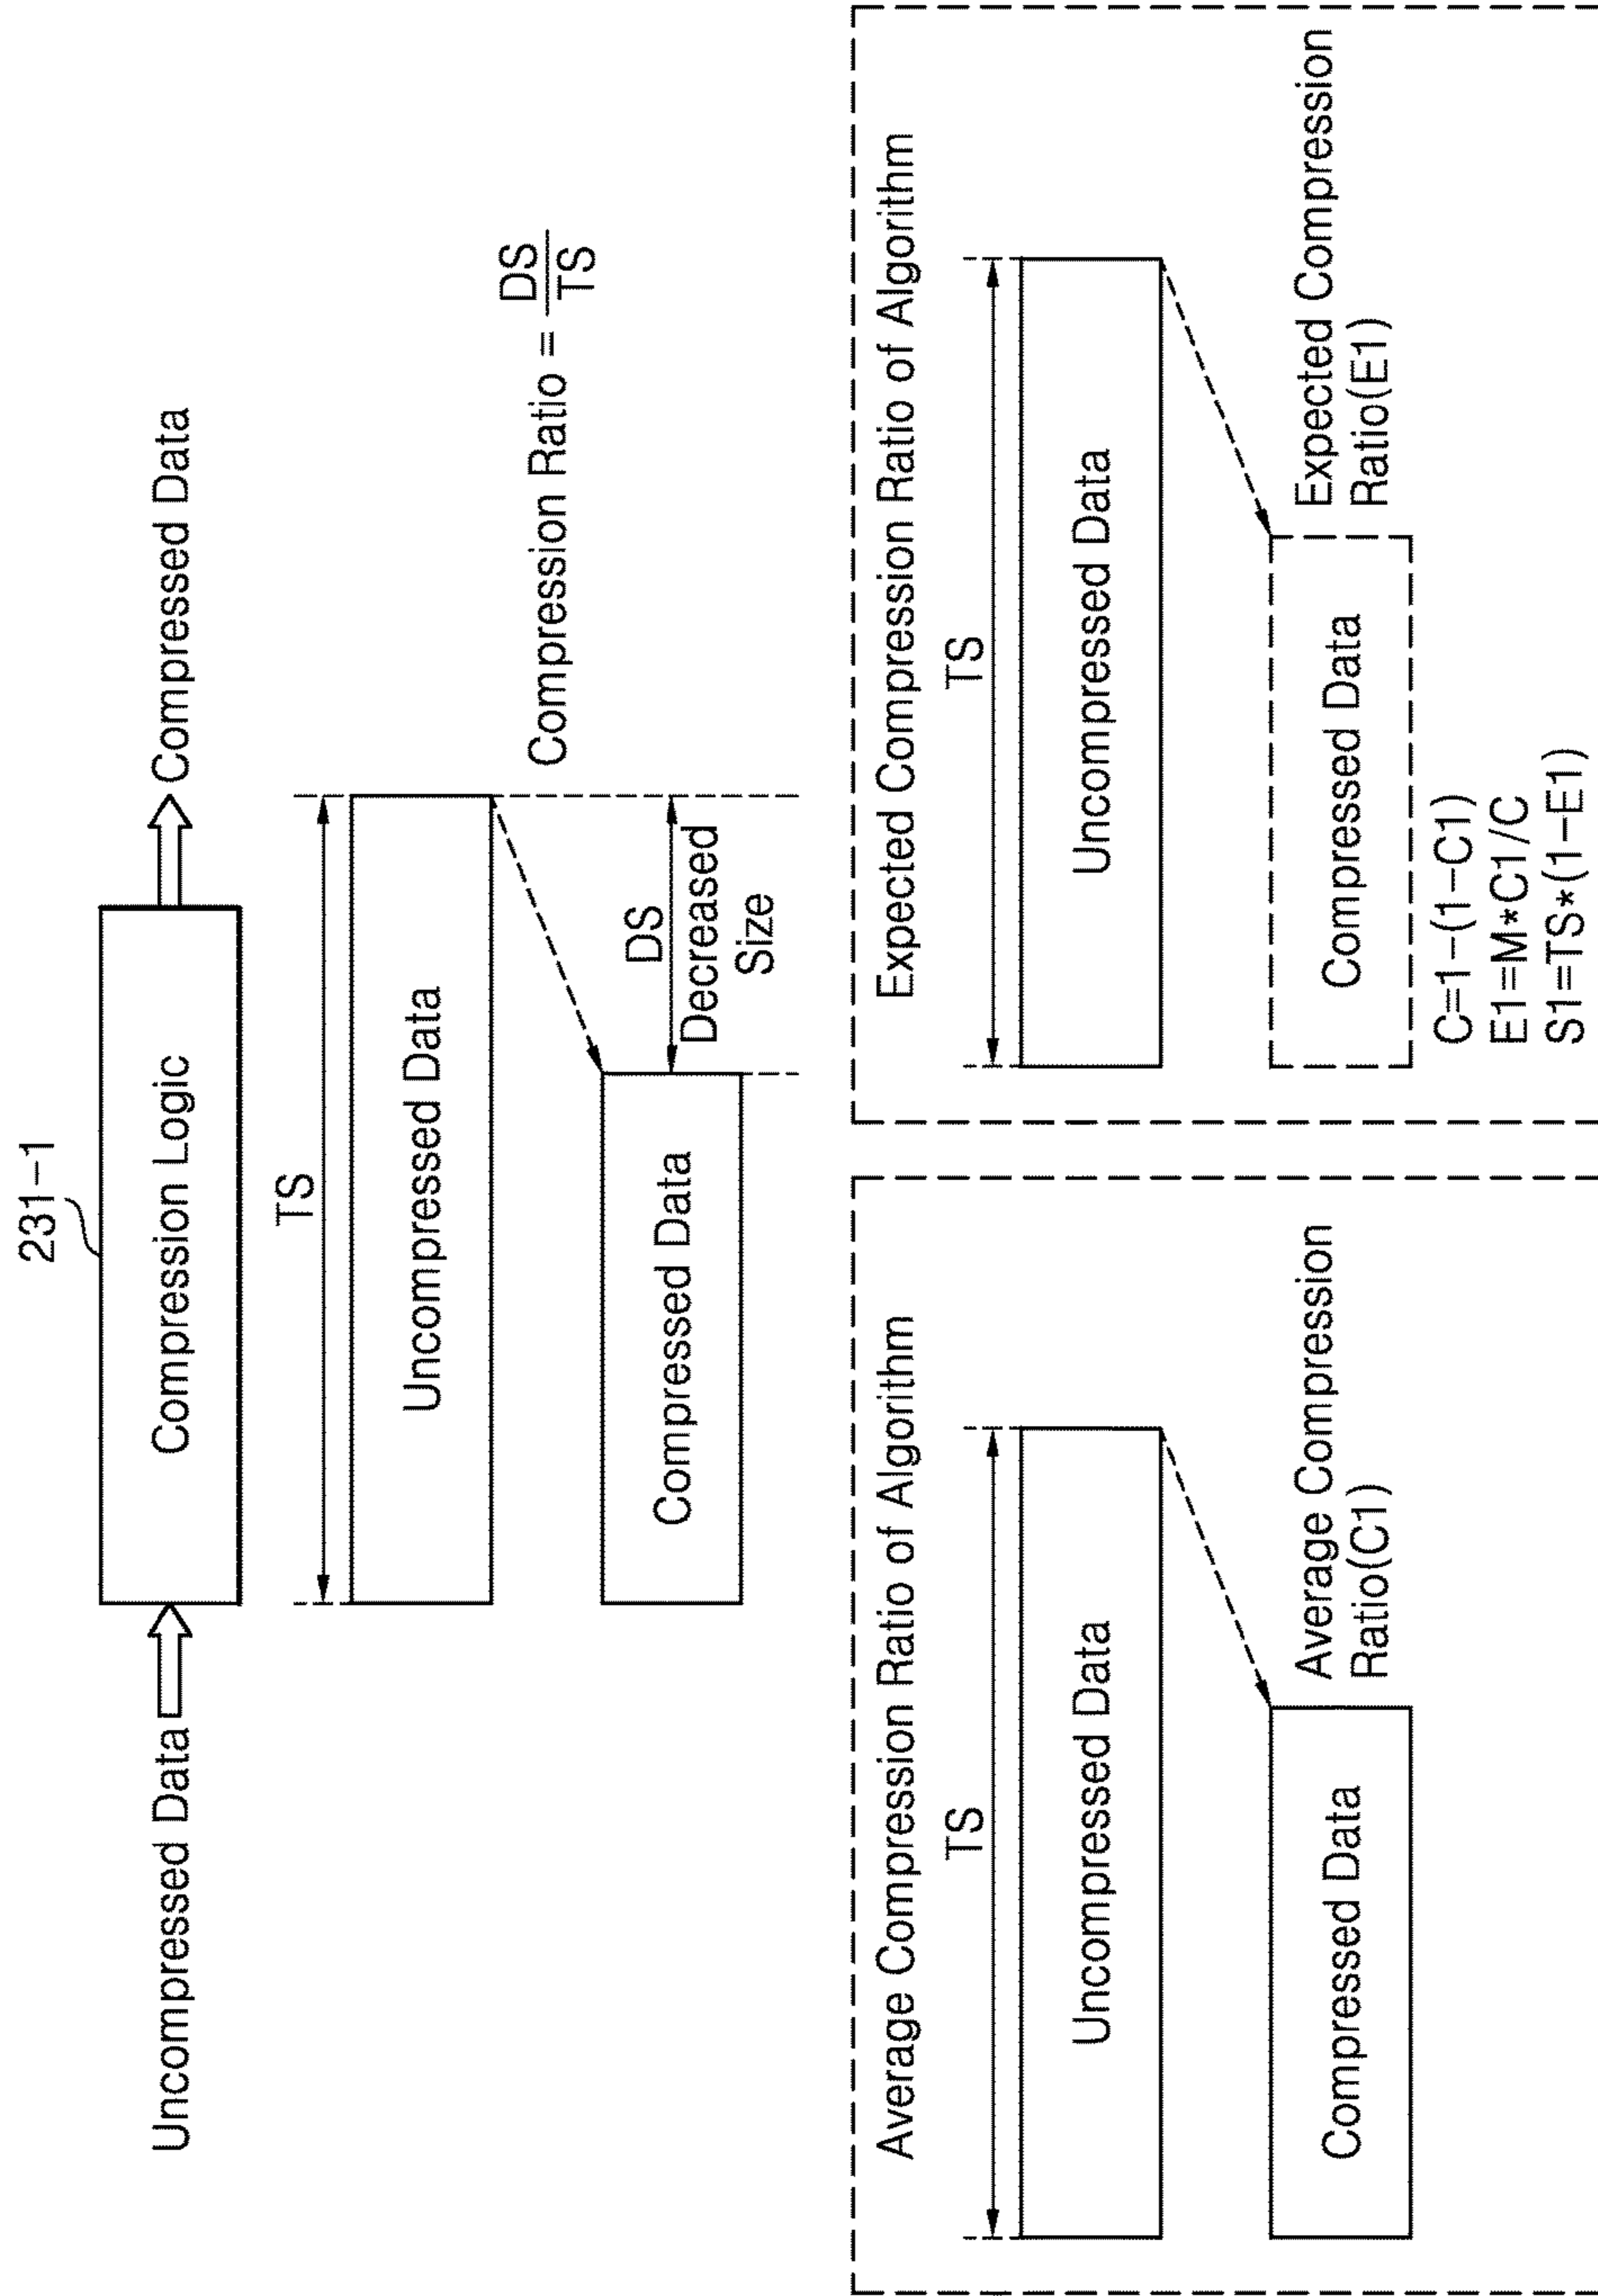 231-1
Uncompressed Data
Compression Logic
Compressed Data
TS
Uncompressed Data
Compression Ratio = DS/TS
Compressed Data
DS
Decreased
Size
Average Compression Ratio of Algorithm
TS
Uncompressed Data
Compressed Data
Average Compression
Ratio(C1)
Expected Compression Ratio of Algorithm
TS
Uncompressed Data
Compressed Data
Expected Compression
Ratio(E1)
C=1-(1-C1)
E1=M*C1/C
S1=TS*(1-E1)